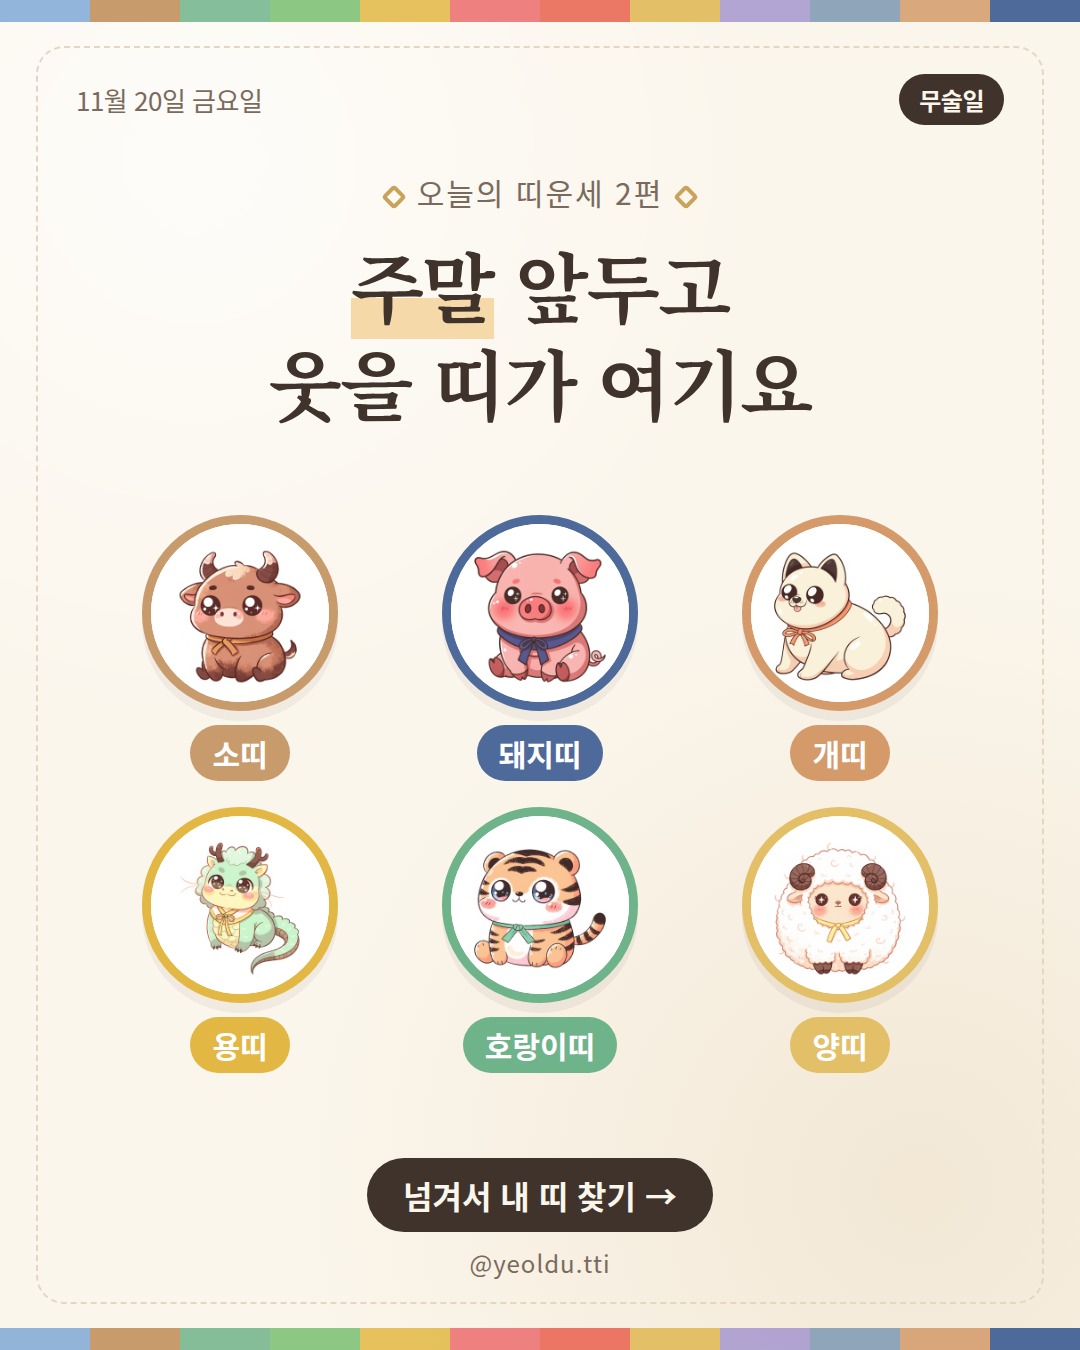 11월 20일 금요일
무술일
오늘의 띠운세 2편
주말 앞두고
웃을 띠가 여기요
소띠
돼지띠
개띠
용띠
호랑이띠
양띠
넘겨서 내 띠 찾기 →
@yeoldu.tti